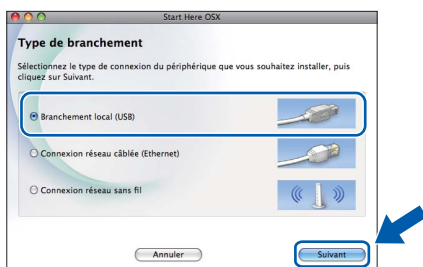 Start Here OSX
Type de branchement
Sélectionnez le type de connexion du périphérique que vous souhaitez installer, puis
cliquez sur Suivant.
Branchement local (USB)
Connexion réseau câblée (Ethernet)
Connexion réseau sans fil
Annuler
Suivant